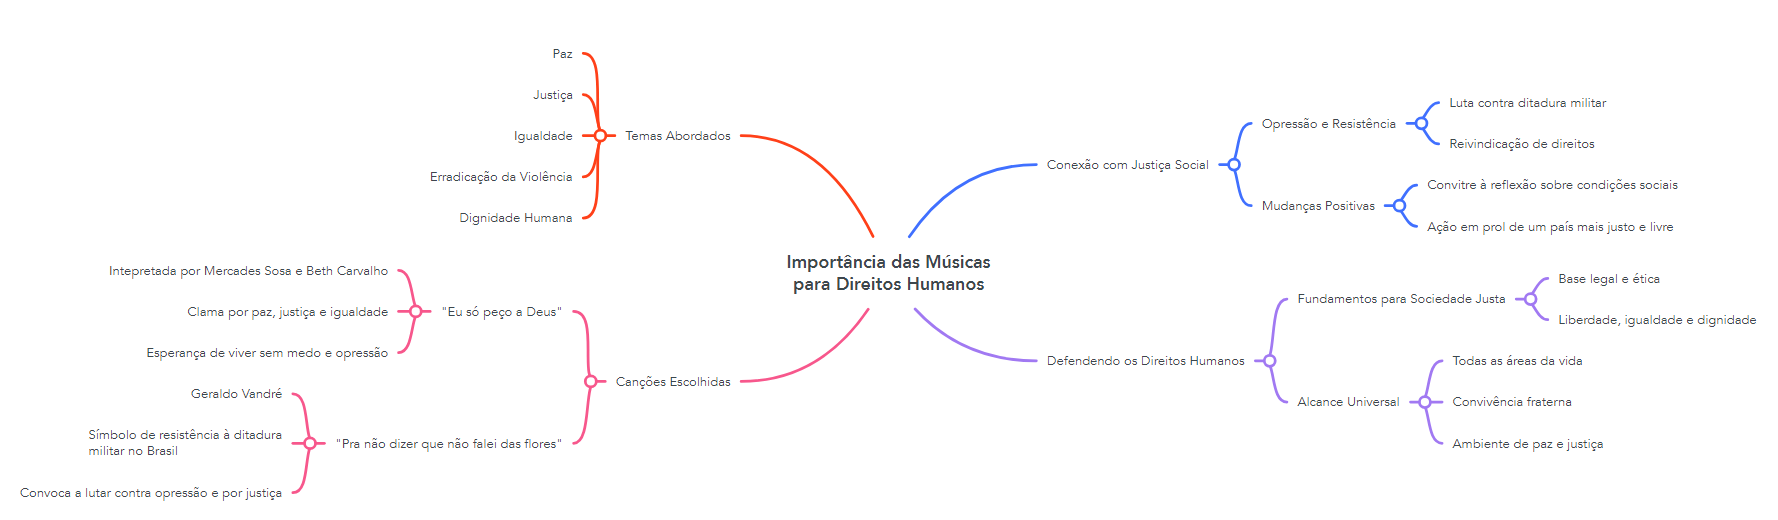 Importância das Músicas
para Direitos Humanos
Temas Abordados
Paz
Justiça
Igualdade
Erradicação da Violência
Dignidade Humana
Canções Escolhidas
"Eu só peço a Deus"
Intepretada por Mercades Sosa e Beth Carvalho
Clama por paz, justiça e igualdade
Esperança de viver sem medo e opressão
"Pra não dizer que não falei das flores"
Geraldo Vandré
Símbolo de resistência à ditadura
militar no Brasil
Convoca a lutar contra opressão e por justiça
Conexão com Justiça Social
Opressão e Resistência
Luta contra ditadura militar
Reivindicação de direitos
Mudanças Positivas
Convitre à reflexão sobre condições sociais
Ação em prol de um país mais justo e livre
Defendendo os Direitos Humanos
Fundamentos para Sociedade Justa
Base legal e ética
Liberdade, igualdade e dignidade
Alcance Universal
Todas as áreas da vida
Convivência fraterna
Ambiente de paz e justiça